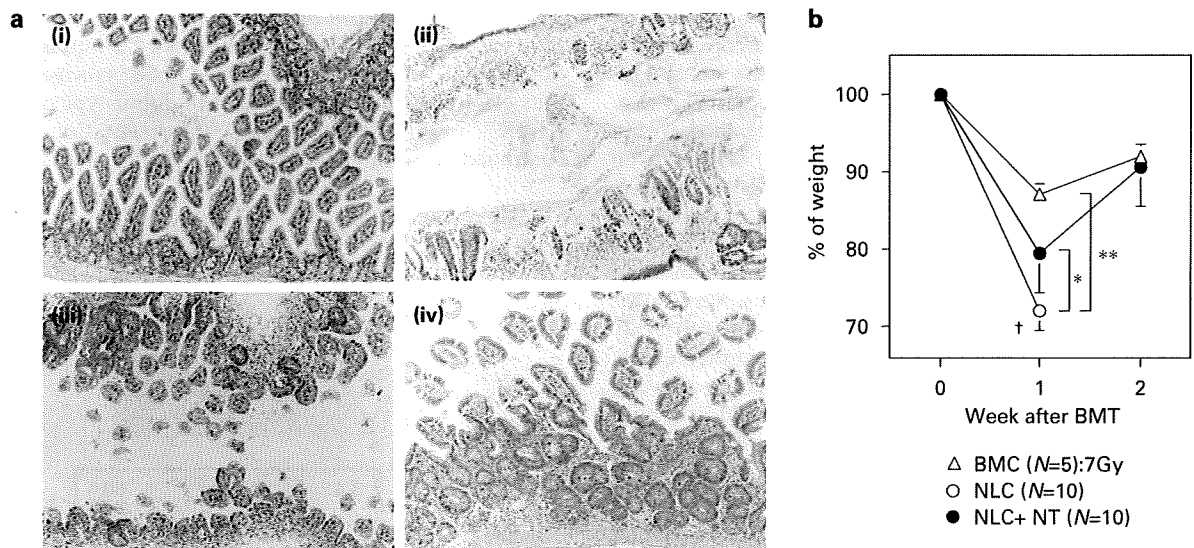 a
(i)
(ii)
(iii)
(iv)
b
% of weight
100
90
80
70
*
**
†
0
1
2
Week after BMT
△ BMC (N=5):7Gy
○ NLC (N=10)
● NLC+ NT (N=10)